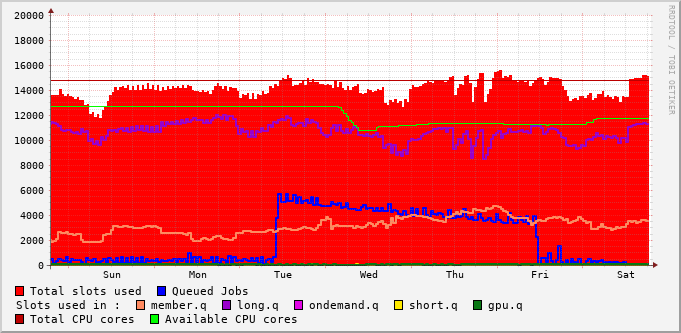 RRDTOOL / TOBI OETIKER
20000
18000
16000
14000
12000
10000
8000
6000
4000
2000
0
Sun Mon Tue Wed Thu Fri Sat
Total slots used Queued Jobs
Slots used in : member.q long.q ondemand.q short.q gpu.q
Total CPU cores Available CPU cores